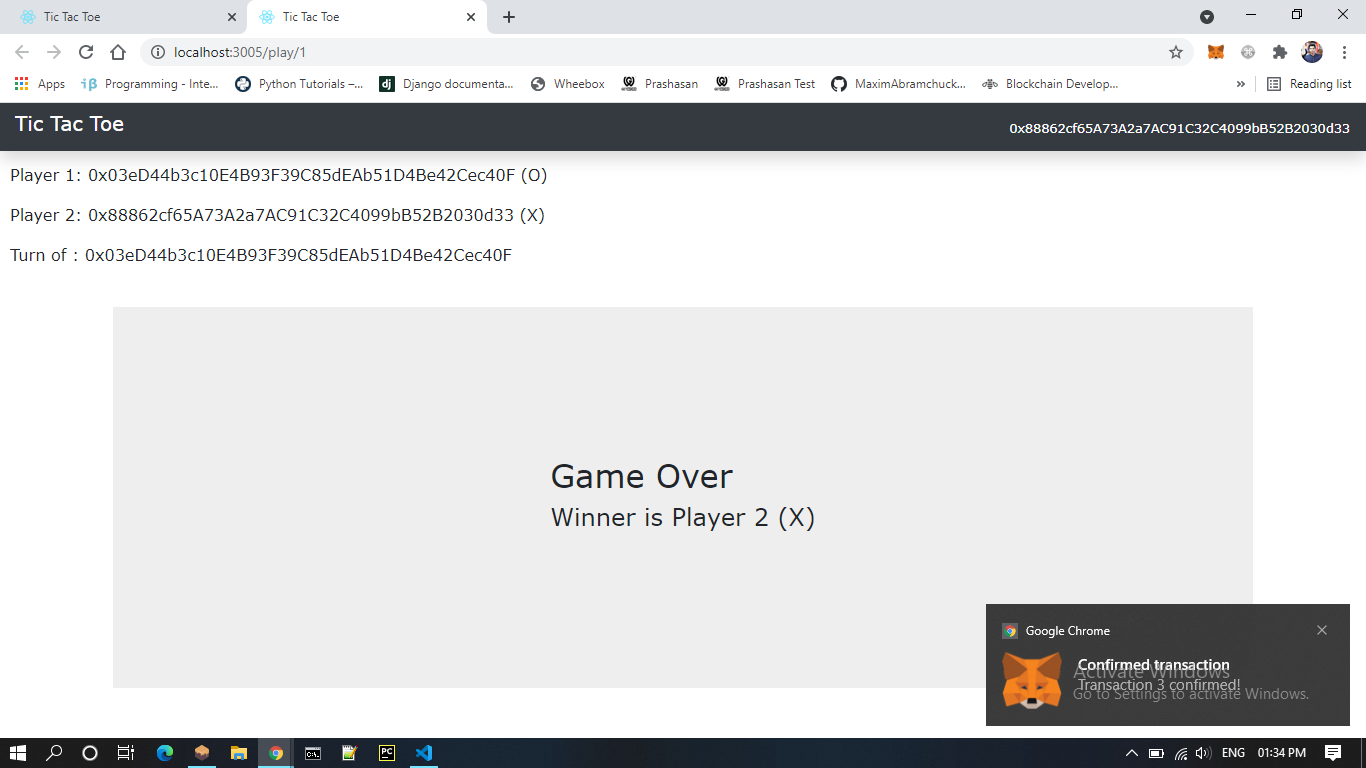 Tic Tac Toe
Tic Tac Toe
localhost:3005/play/1
Apps
iβ Programming - Inte...
Python Tutorials –...
dj Django documenta...
Wheebox
Prashasan
Prashasan Test
MaximAbramchuck...
Blockchain Develop...
»
Reading list
Tic Tac Toe
0x88862cf65A73A2a7AC91C32C4099bB52B2030d33
Player 1: 0x03eD44b3c10E4B93F39C85dEAb51D4Be42Cec40F (O)
Player 2: 0x88862cf65A73A2a7AC91C32C4099bB52B2030d33 (X)
Turn of : 0x03eD44b3c10E4B93F39C85dEAb51D4Be42Cec40F
Game Over
Winner is Player 2 (X)
Google Chrome
Confirmed transaction
Activate Windows
Transaction 3 confirmed!
Go to Settings to activate Windows.
PC
ENG
01:34 PM